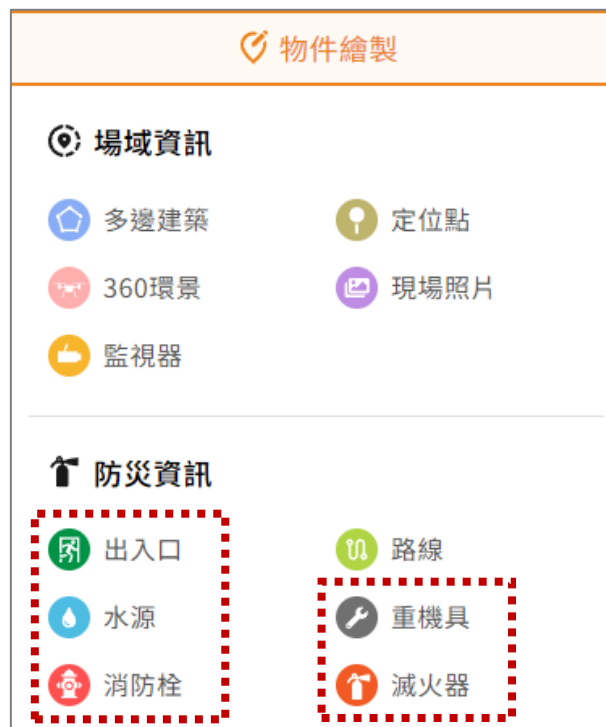 物件繪製
場域資訊
多邊建築 定位點
360環景 現場照片
監視器
防災資訊
出入口 路線
水源 重機具
消防栓 滅火器